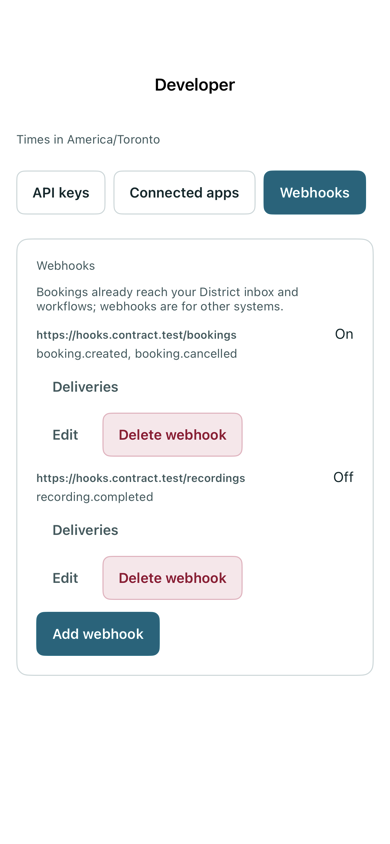 Developer
Times in America/Toronto
API keys
Connected apps
Webhooks
Webhooks
Bookings already reach your District inbox and
workflows; webhooks are for other systems.
https://hooks.contract.test/bookings
On
booking.created, booking.cancelled
Deliveries
Edit
Delete webhook
https://hooks.contract.test/recordings
Off
recording.completed
Deliveries
Edit
Delete webhook
Add webhook